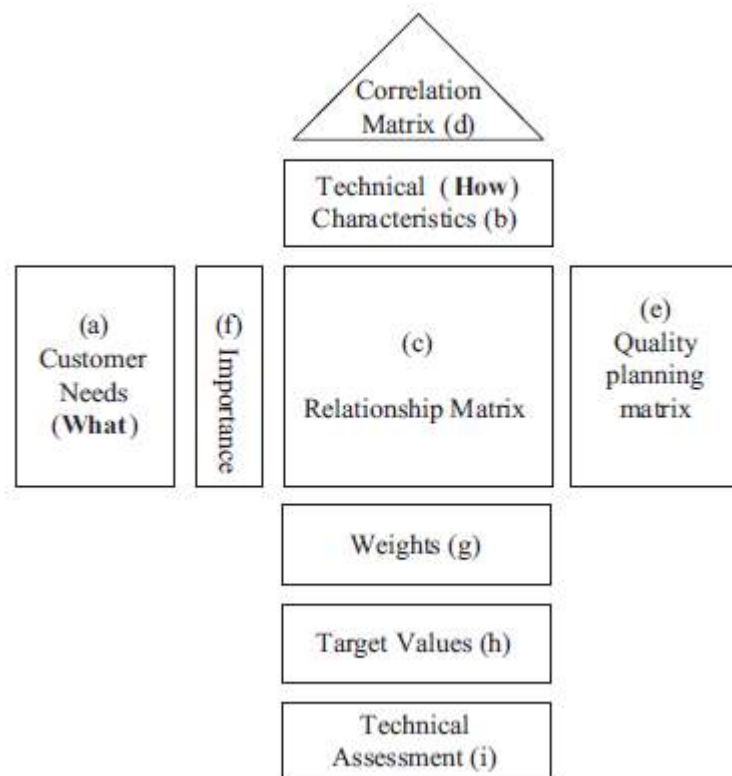 Correlation
Matrix (d)
Technical (How)
Characteristics (b)
(a)
Customer
Needs
(What)
(f) Importance
(c)
Relationship Matrix
(e)
Quality
planning
matrix
Weights (g)
Target Values (h)
Technical
Assessment (i)